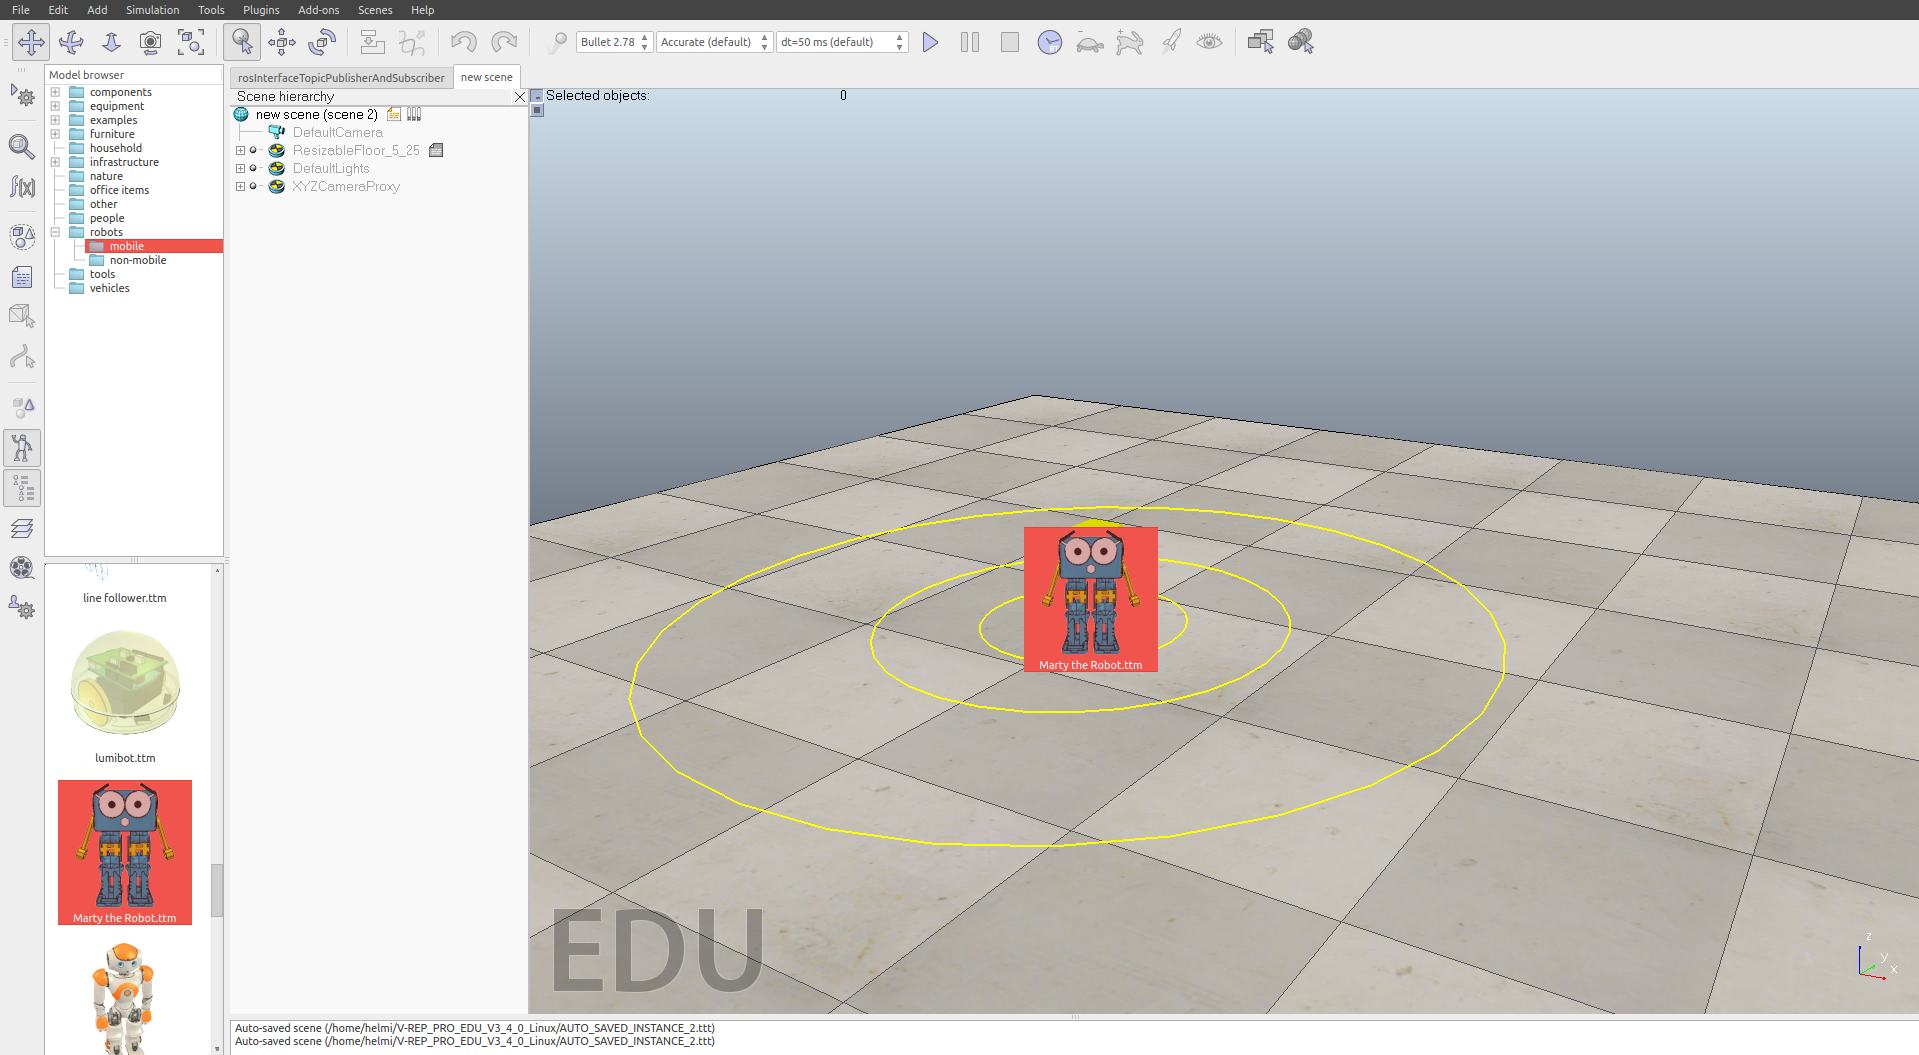 File Edit Add Simulation Tools Plugins Add-ons Scenes Help
Bullet 2.78 Accurate (default) dt=50 ms (default)
f(x)
Model browser
components
equipment
examples
furniture
household
infrastructure
nature
office items
other
people
robots
mobile
non-mobile
tools
vehicles
line follower.ttm
lumibot.ttm
Marty the Robot.ttm
rosInterfaceTopicPublisherAndSubscriber new scene
Scene hierarchy
new scene (scene 2)
DefaultCamera
ResizableFloor_5_25
DefaultLights
XYZCameraProxy
Selected objects: 0
Marty the Robot.ttm
EDU
z
y
x
Auto-saved scene (/home/helmi/V-REP_PRO_EDU_V3_4_0_Linux/AUTO_SAVED_INSTANCE_2.ttt)
Auto-saved scene (/home/helmi/V-REP_PRO_EDU_V3_4_0_Linux/AUTO_SAVED_INSTANCE_2.ttt)